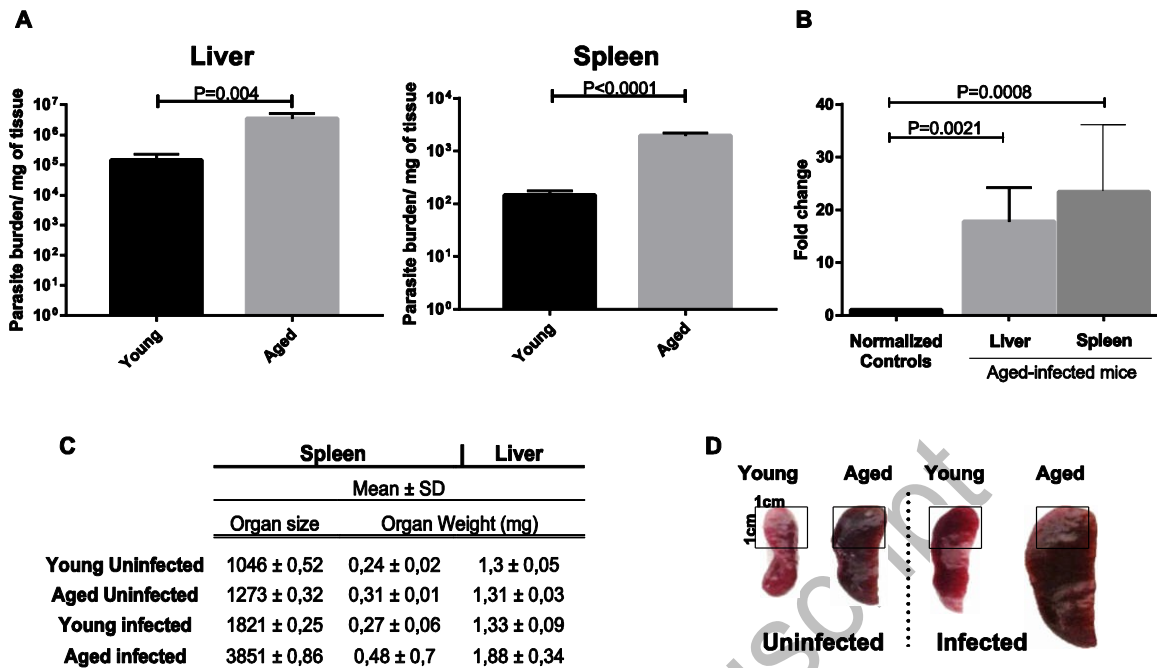 A
Liver
P=0.004
Parasite burden/ mg of tissue
10⁷
10⁶
10⁵
10⁴
10³
10²
10¹
10⁰
Young
Aged
Spleen
P<0.0001
Parasite burden/ mg of tissue
10⁴
10³
10²
10¹
10⁰
Young
Aged
B
P=0.0008
P=0.0021
Fold change
40
30
20
10
0
Normalized
Controls
Liver
Spleen
Aged-infected mice
C
Spleen | Liver
Mean ± SD
Organ size Organ Weight (mg)
Young Uninfected 1046 ± 0,52 0,24 ± 0,02 1,3 ± 0,05
Aged Uninfected 1273 ± 0,32 0,31 ± 0,01 1,31 ± 0,03
Young infected 1821 ± 0,25 0,27 ± 0,06 1,33 ± 0,09
Aged infected 3851 ± 0,86 0,48 ± 0,7 1,88 ± 0,34
D
Young Aged Young Aged
1cm
1cm
Uninfected Infected
uscript